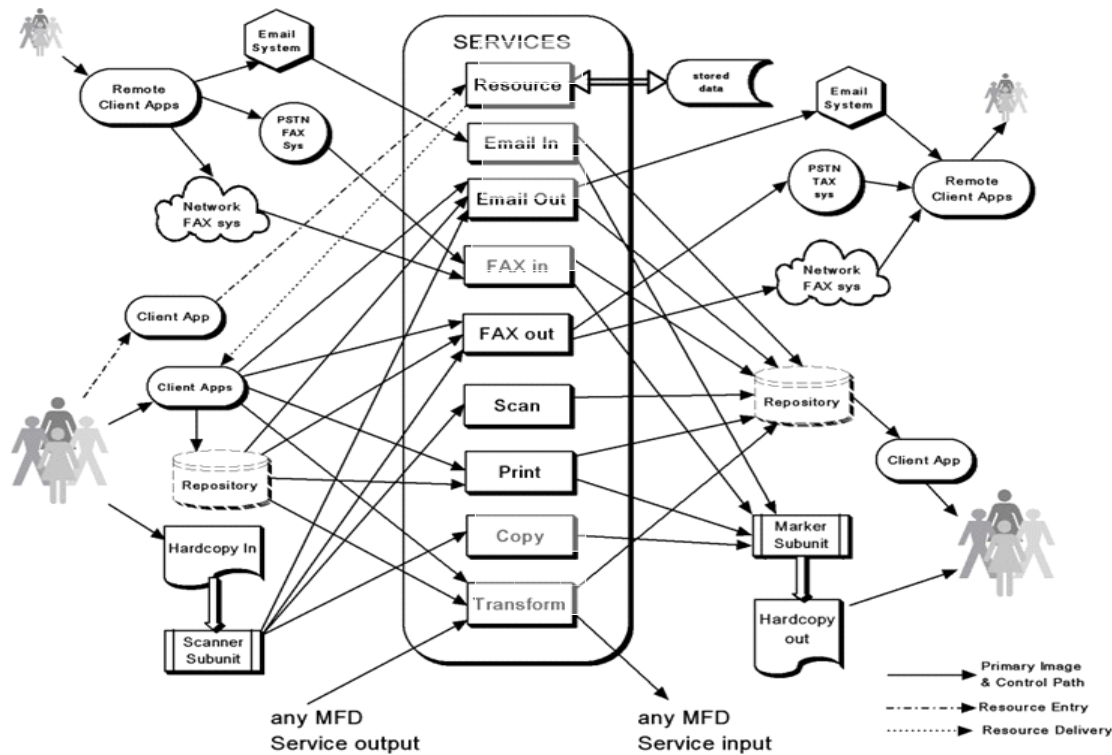 SERVICES
Resource
Email In
Email Out
FAX in
FAX out
Scan
Print
Copy
Transform
Remote
Client Apps
Email
System
PSTN
FAX
Sys
Network
FAX sys
Client App
Client Apps
Repository
Hardcopy In
Scanner
Subunit
any MFD
Service output
stored
data
Email
System
PSTN
TAX
sys
Remote
Client Apps
Network
FAX sys
Repository
Client App
Marker
Subunit
Hardcopy
out
any MFD
Service input
Primary Image
& Control Path
Resource Entry
Resource Delivery